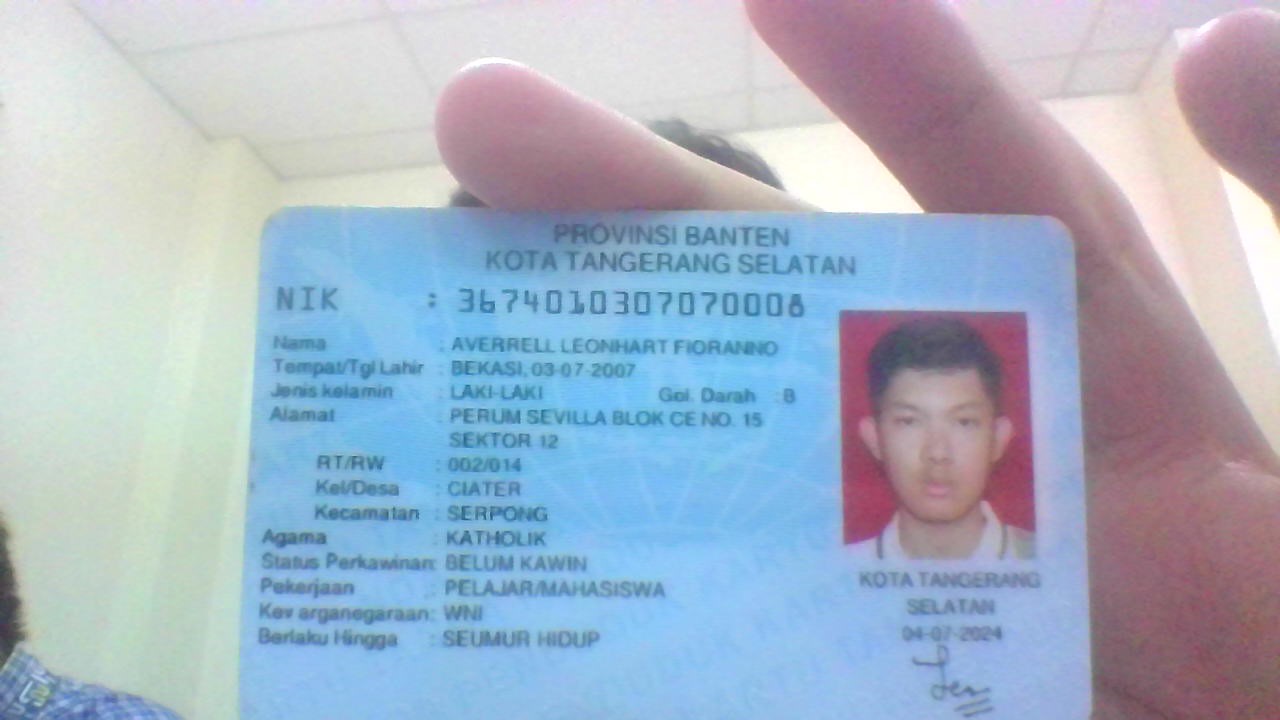 PROVINSI BANTEN
KOTA TANGERANG SELATAN
NIK : 3674010307070008
Nama : AVERRELL LEONHART FIORANNO
Tempat/Tgl Lahir : BEKASI, 03-07-2007
Jenis kelamin : LAKI-LAKI Gol. Darah : B
Alamat : PERUM SEVILLA BLOK CE NO. 15
SEKTOR 12
RT/RW : 002/014
Kel/Desa : CIATER
Kecamatan : SERPONG
Agama : KATHOLIK
Status Perkawinan: BELUM KAWIN
Pekerjaan : PELAJAR/MAHASISWA
Kewarganegaraan: WNI
Berlaku Hingga : SEUMUR HIDUP
KOTA TANGERANG
SELATAN
04-07-2024